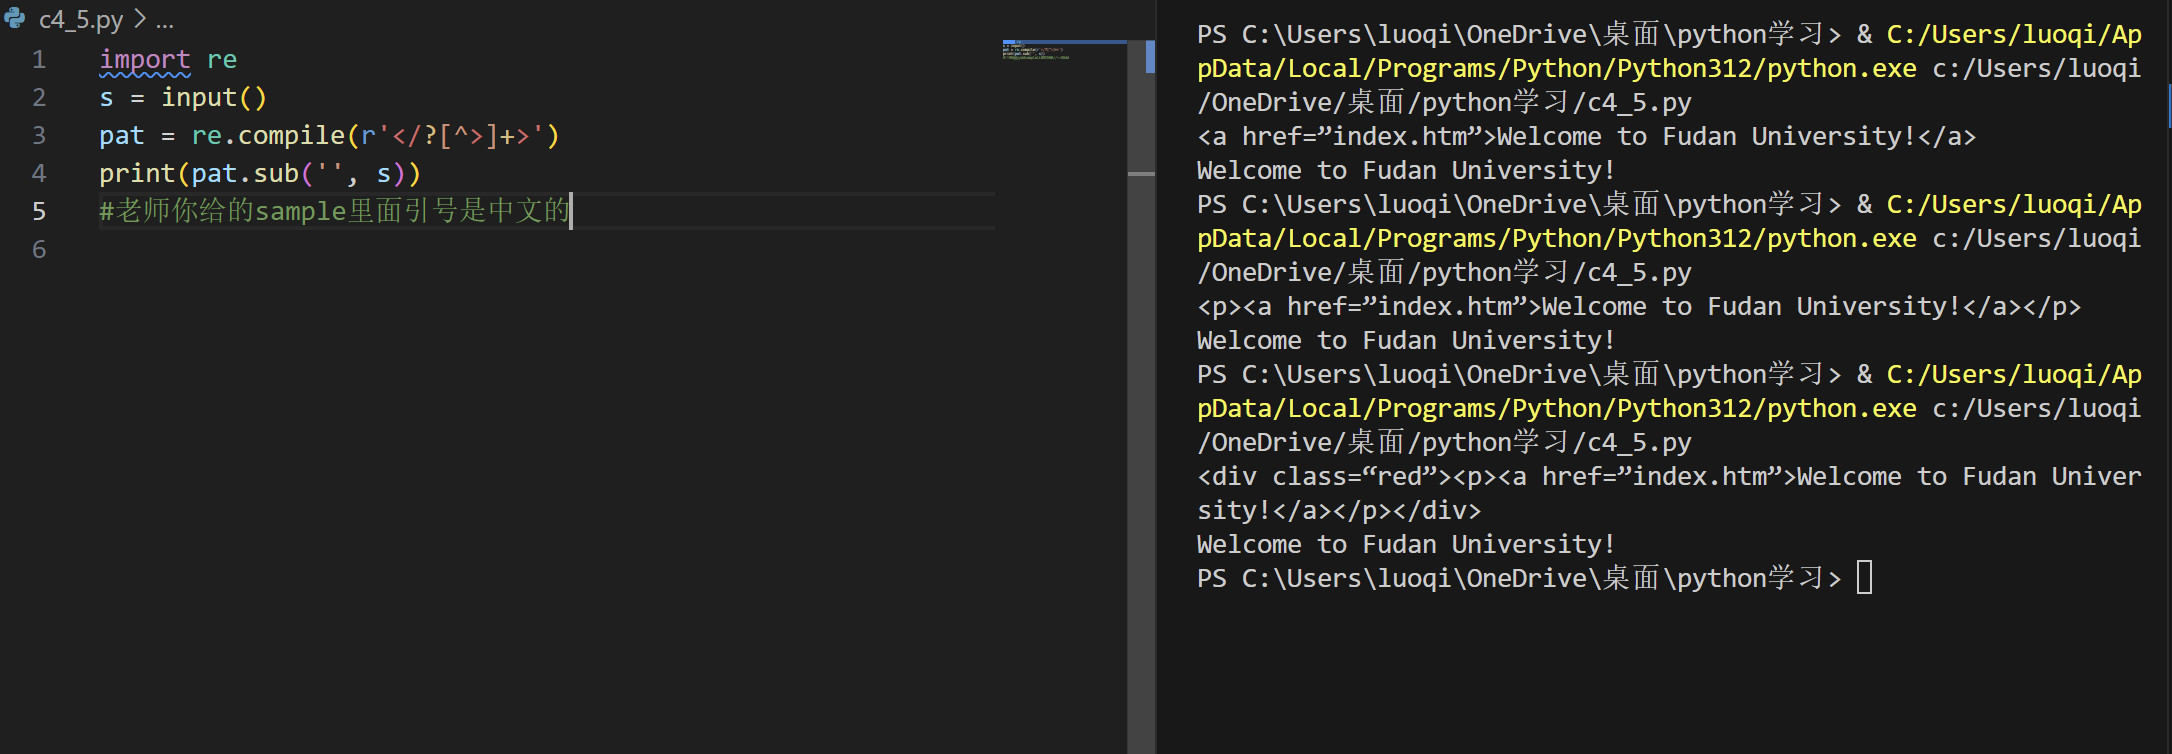 c4_5.py > ...
1 import re
2 s = input()
3 pat = re.compile(r'</?[^>]+>')
4 print(pat.sub('', s))
5 #老师你给的sample里面引号是中文的
6
PS C:\Users\luoqi\OneDrive\桌面\python学习> & C:/Users/luoqi/Ap
pData/Local/Programs/Python/Python312/python.exe c:/Users/luoqi
/OneDrive/桌面/python学习/c4_5.py
<a href=”index.htm”>Welcome to Fudan University!</a>
Welcome to Fudan University!
PS C:\Users\luoqi\OneDrive\桌面\python学习> & C:/Users/luoqi/Ap
pData/Local/Programs/Python/Python312/python.exe c:/Users/luoqi
/OneDrive/桌面/python学习/c4_5.py
<p><a href=”index.htm”>Welcome to Fudan University!</a></p>
Welcome to Fudan University!
PS C:\Users\luoqi\OneDrive\桌面\python学习> & C:/Users/luoqi/Ap
pData/Local/Programs/Python/Python312/python.exe c:/Users/luoqi
/OneDrive/桌面/python学习/c4_5.py
<div class=“red”><p><a href=”index.htm”>Welcome to Fudan Univer
sity!</a></p></div>
Welcome to Fudan University!
PS C:\Users\luoqi\OneDrive\桌面\python学习>